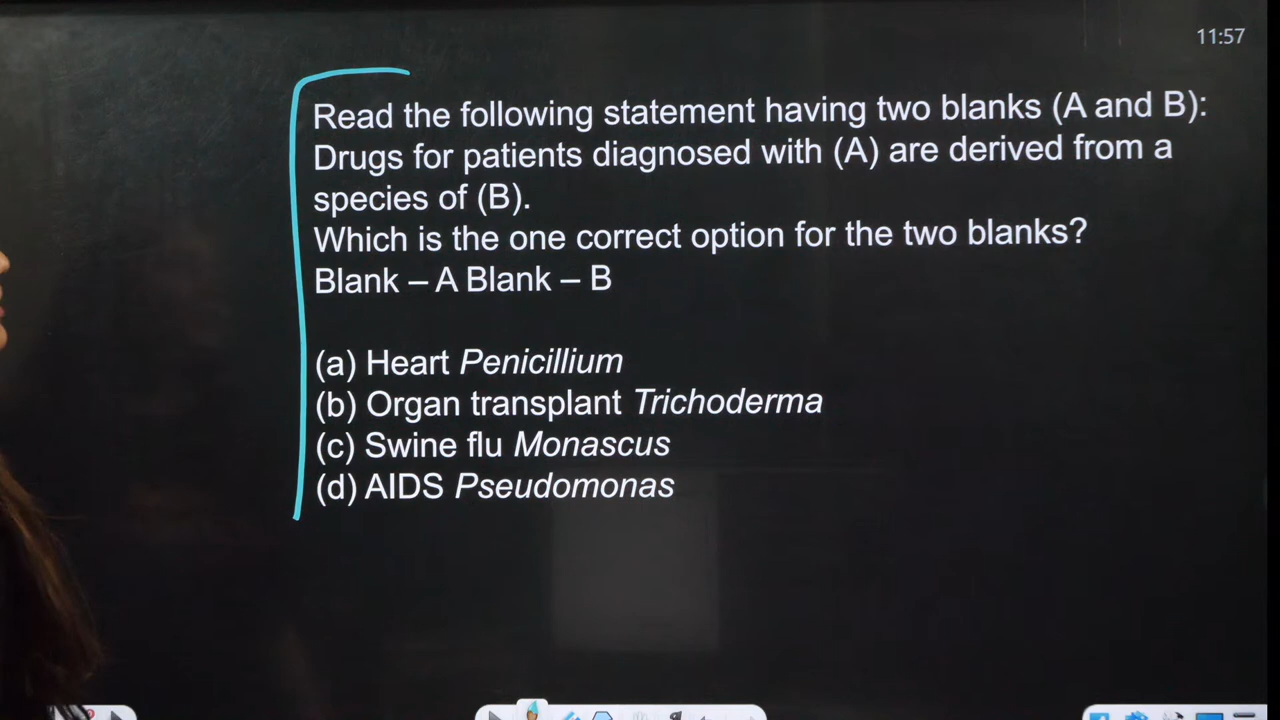 11:57
Read the following statement having two blanks (A and B):
Drugs for patients diagnosed with (A) are derived from a
species of (B).
Which is the one correct option for the two blanks?
Blank – A Blank – B
(a) Heart Penicillium
(b) Organ transplant Trichoderma
(c) Swine flu Monascus
(d) AIDS Pseudomonas